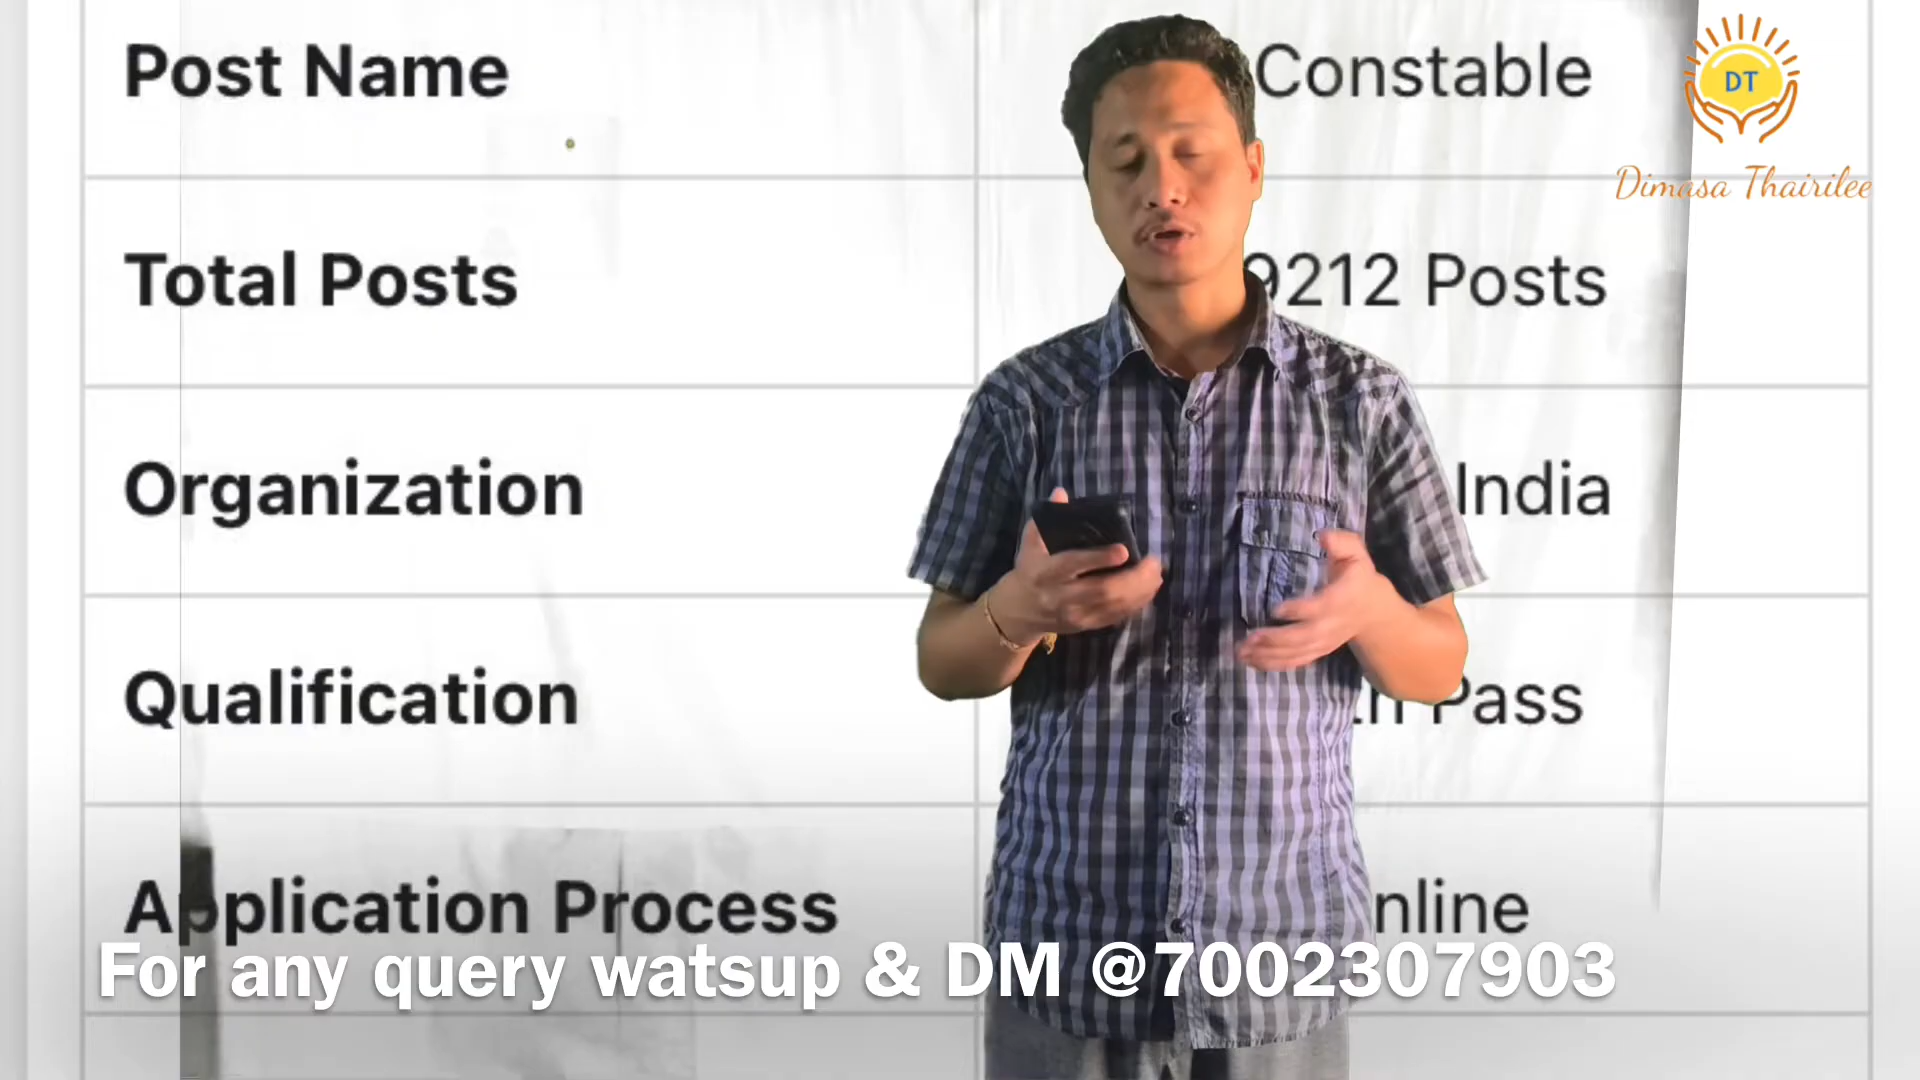 Post Name Constable
DT
Dimasa Thairilee
Total Posts 9212 Posts
Organization India
Qualification Pass
Application Process
For any query watsup & DM @7002307903